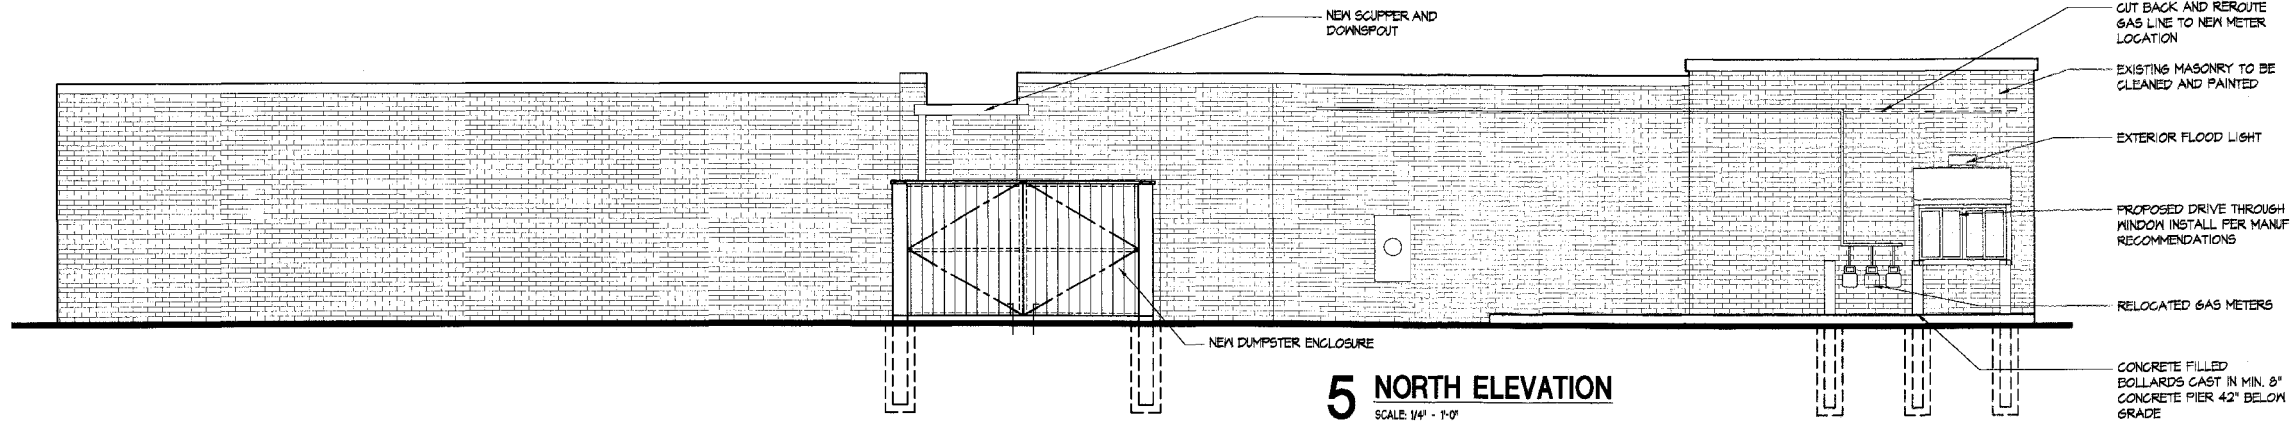 NEW SCUPPER AND
DOWNSPOUT
CUT BACK AND REROUTE
GAS LINE TO NEW METER
LOCATION
EXISTING MASONRY TO BE
CLEANED AND PAINTED
EXTERIOR FLOOD LIGHT
PROPOSED DRIVE THROUGH
WINDOW INSTALL PER MANUF
RECOMMENDATIONS
RELOCATED GAS METERS
NEW DUMPSTER ENCLOSURE
CONCRETE FILLED
BOLLARDS CAST IN MIN. 8"
CONCRETE PIER 42" BELOW
GRADE
5 NORTH ELEVATION
SCALE: 1/4" - 1'-0"